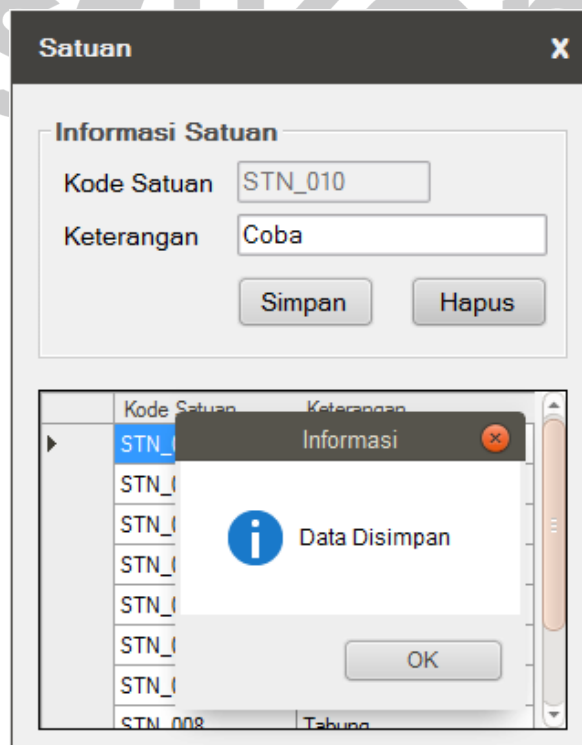 Satuan x
Informasi Satuan
Kode Satuan STN_010
Keterangan Coba
Simpan Hapus
Kode Satuan Keterangan
Informasi
Data Disimpan
OK
STN_008 Tabung